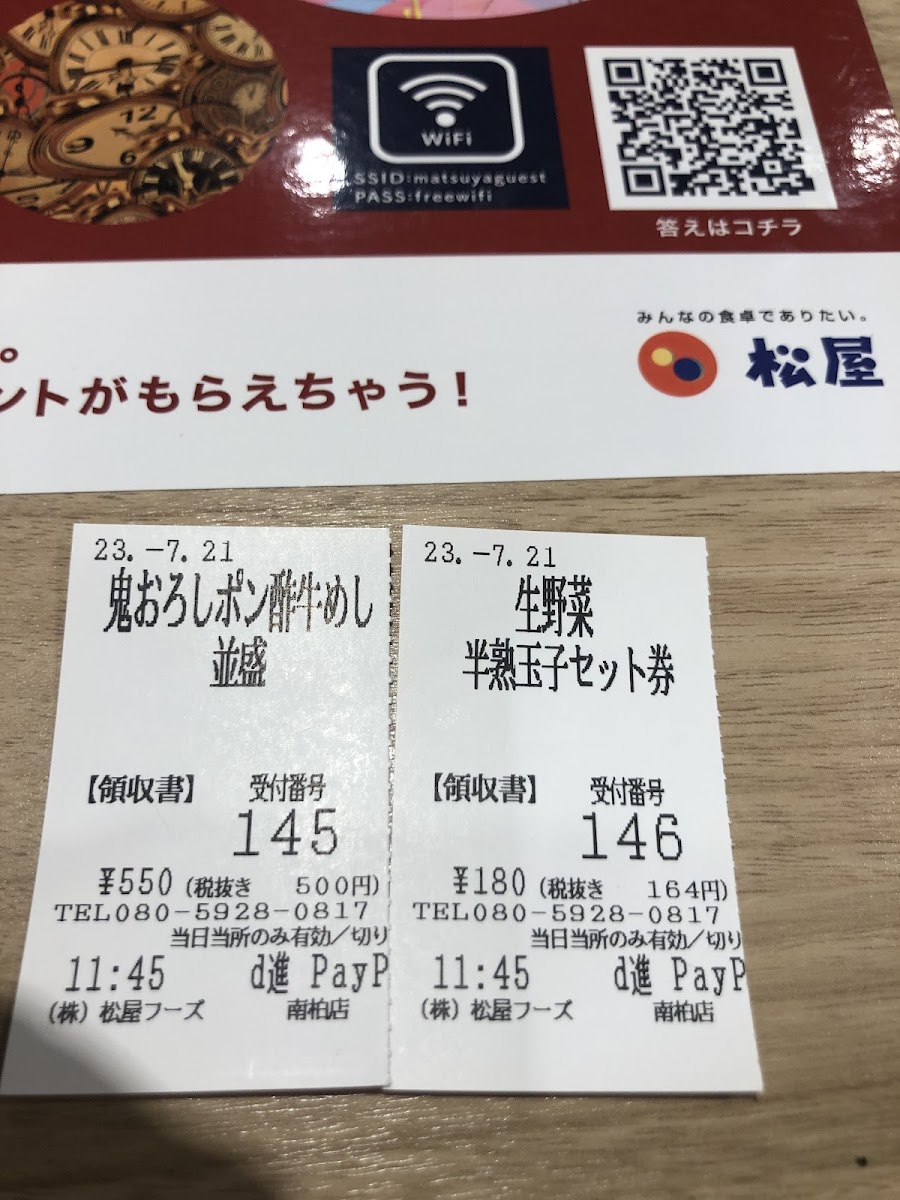 WiFi
SSID:matsuyaguest
PASS:freewifi
答えはコチラ
みんなの食卓でありたい。
松屋
ントがもらえちゃう!
23.-7.21
鬼おろしポン酢牛めし
並盛
【領収書】 受付番号
145
¥550 (税抜き 500円)
TEL080-5928-0817
当日当所のみ有効/切り
11:45 d進 PayP
(株)松屋フーズ 南柏店
23.-7.21
生野菜
半熟玉子セット券
【領収書】 受付番号
146
¥180 (税抜き 164円)
TEL080-5928-0817
当日当所のみ有効/切り
11:45 d進 PayP
(株)松屋フーズ 南柏店